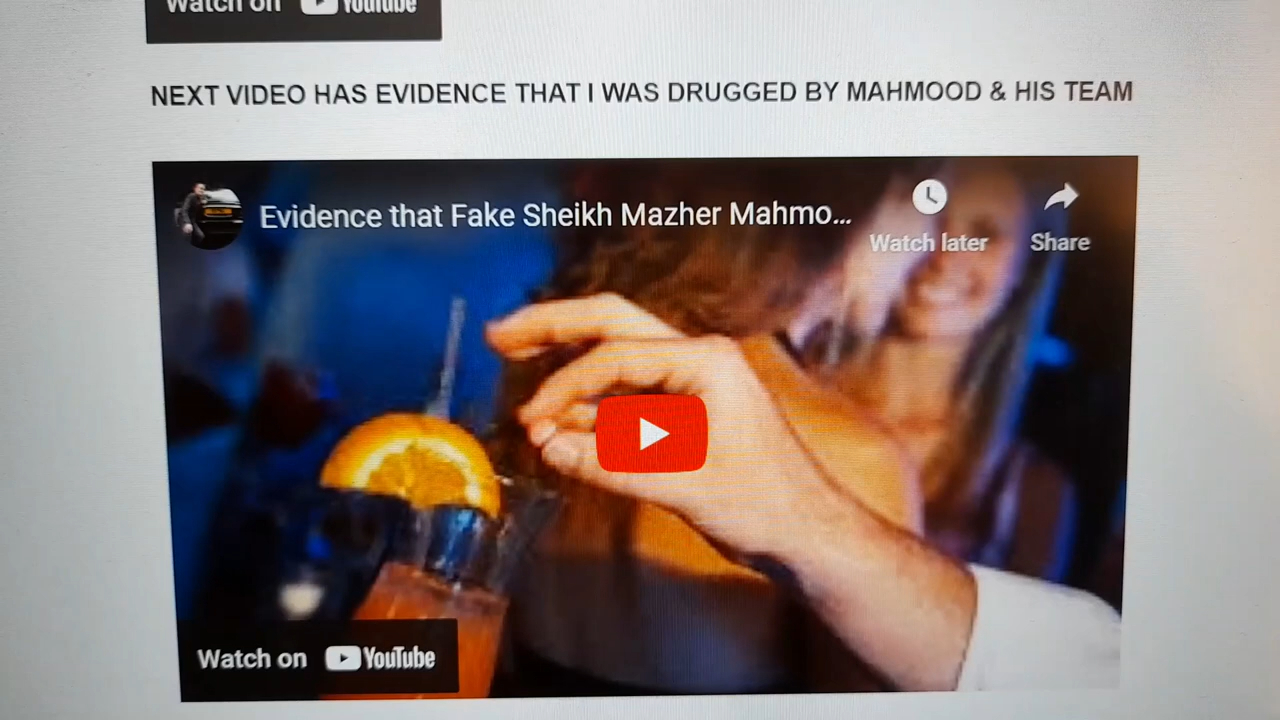 Watch on YouTube
NEXT VIDEO HAS EVIDENCE THAT I WAS DRUGGED BY MAHMOOD & HIS TEAM
Evidence that Fake Sheikh Mazher Mahmo...
Watch later
Share
Watch on YouTube